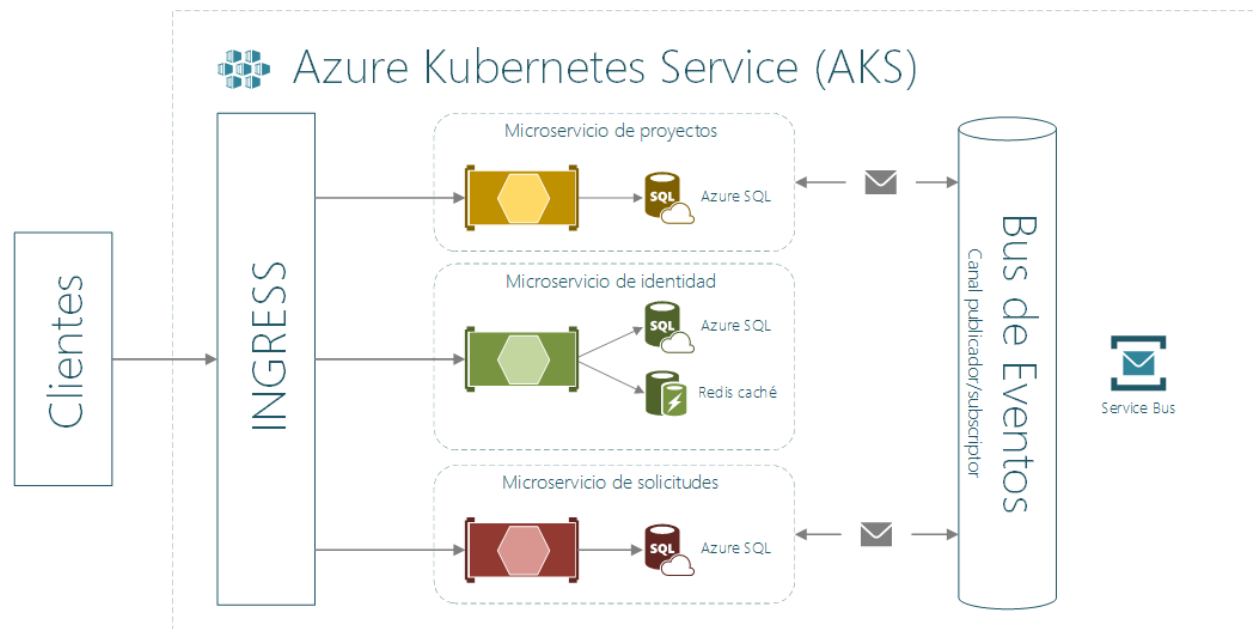 Azure Kubernetes Service (AKS)
Clientes
INGRESS
Microservicio de proyectos
SQL
Azure SQL
Microservicio de identidad
SQL
Azure SQL
Redis caché
Microservicio de solicitudes
SQL
Azure SQL
Bus de Eventos
Canal publicador/subscriptor
Service Bus